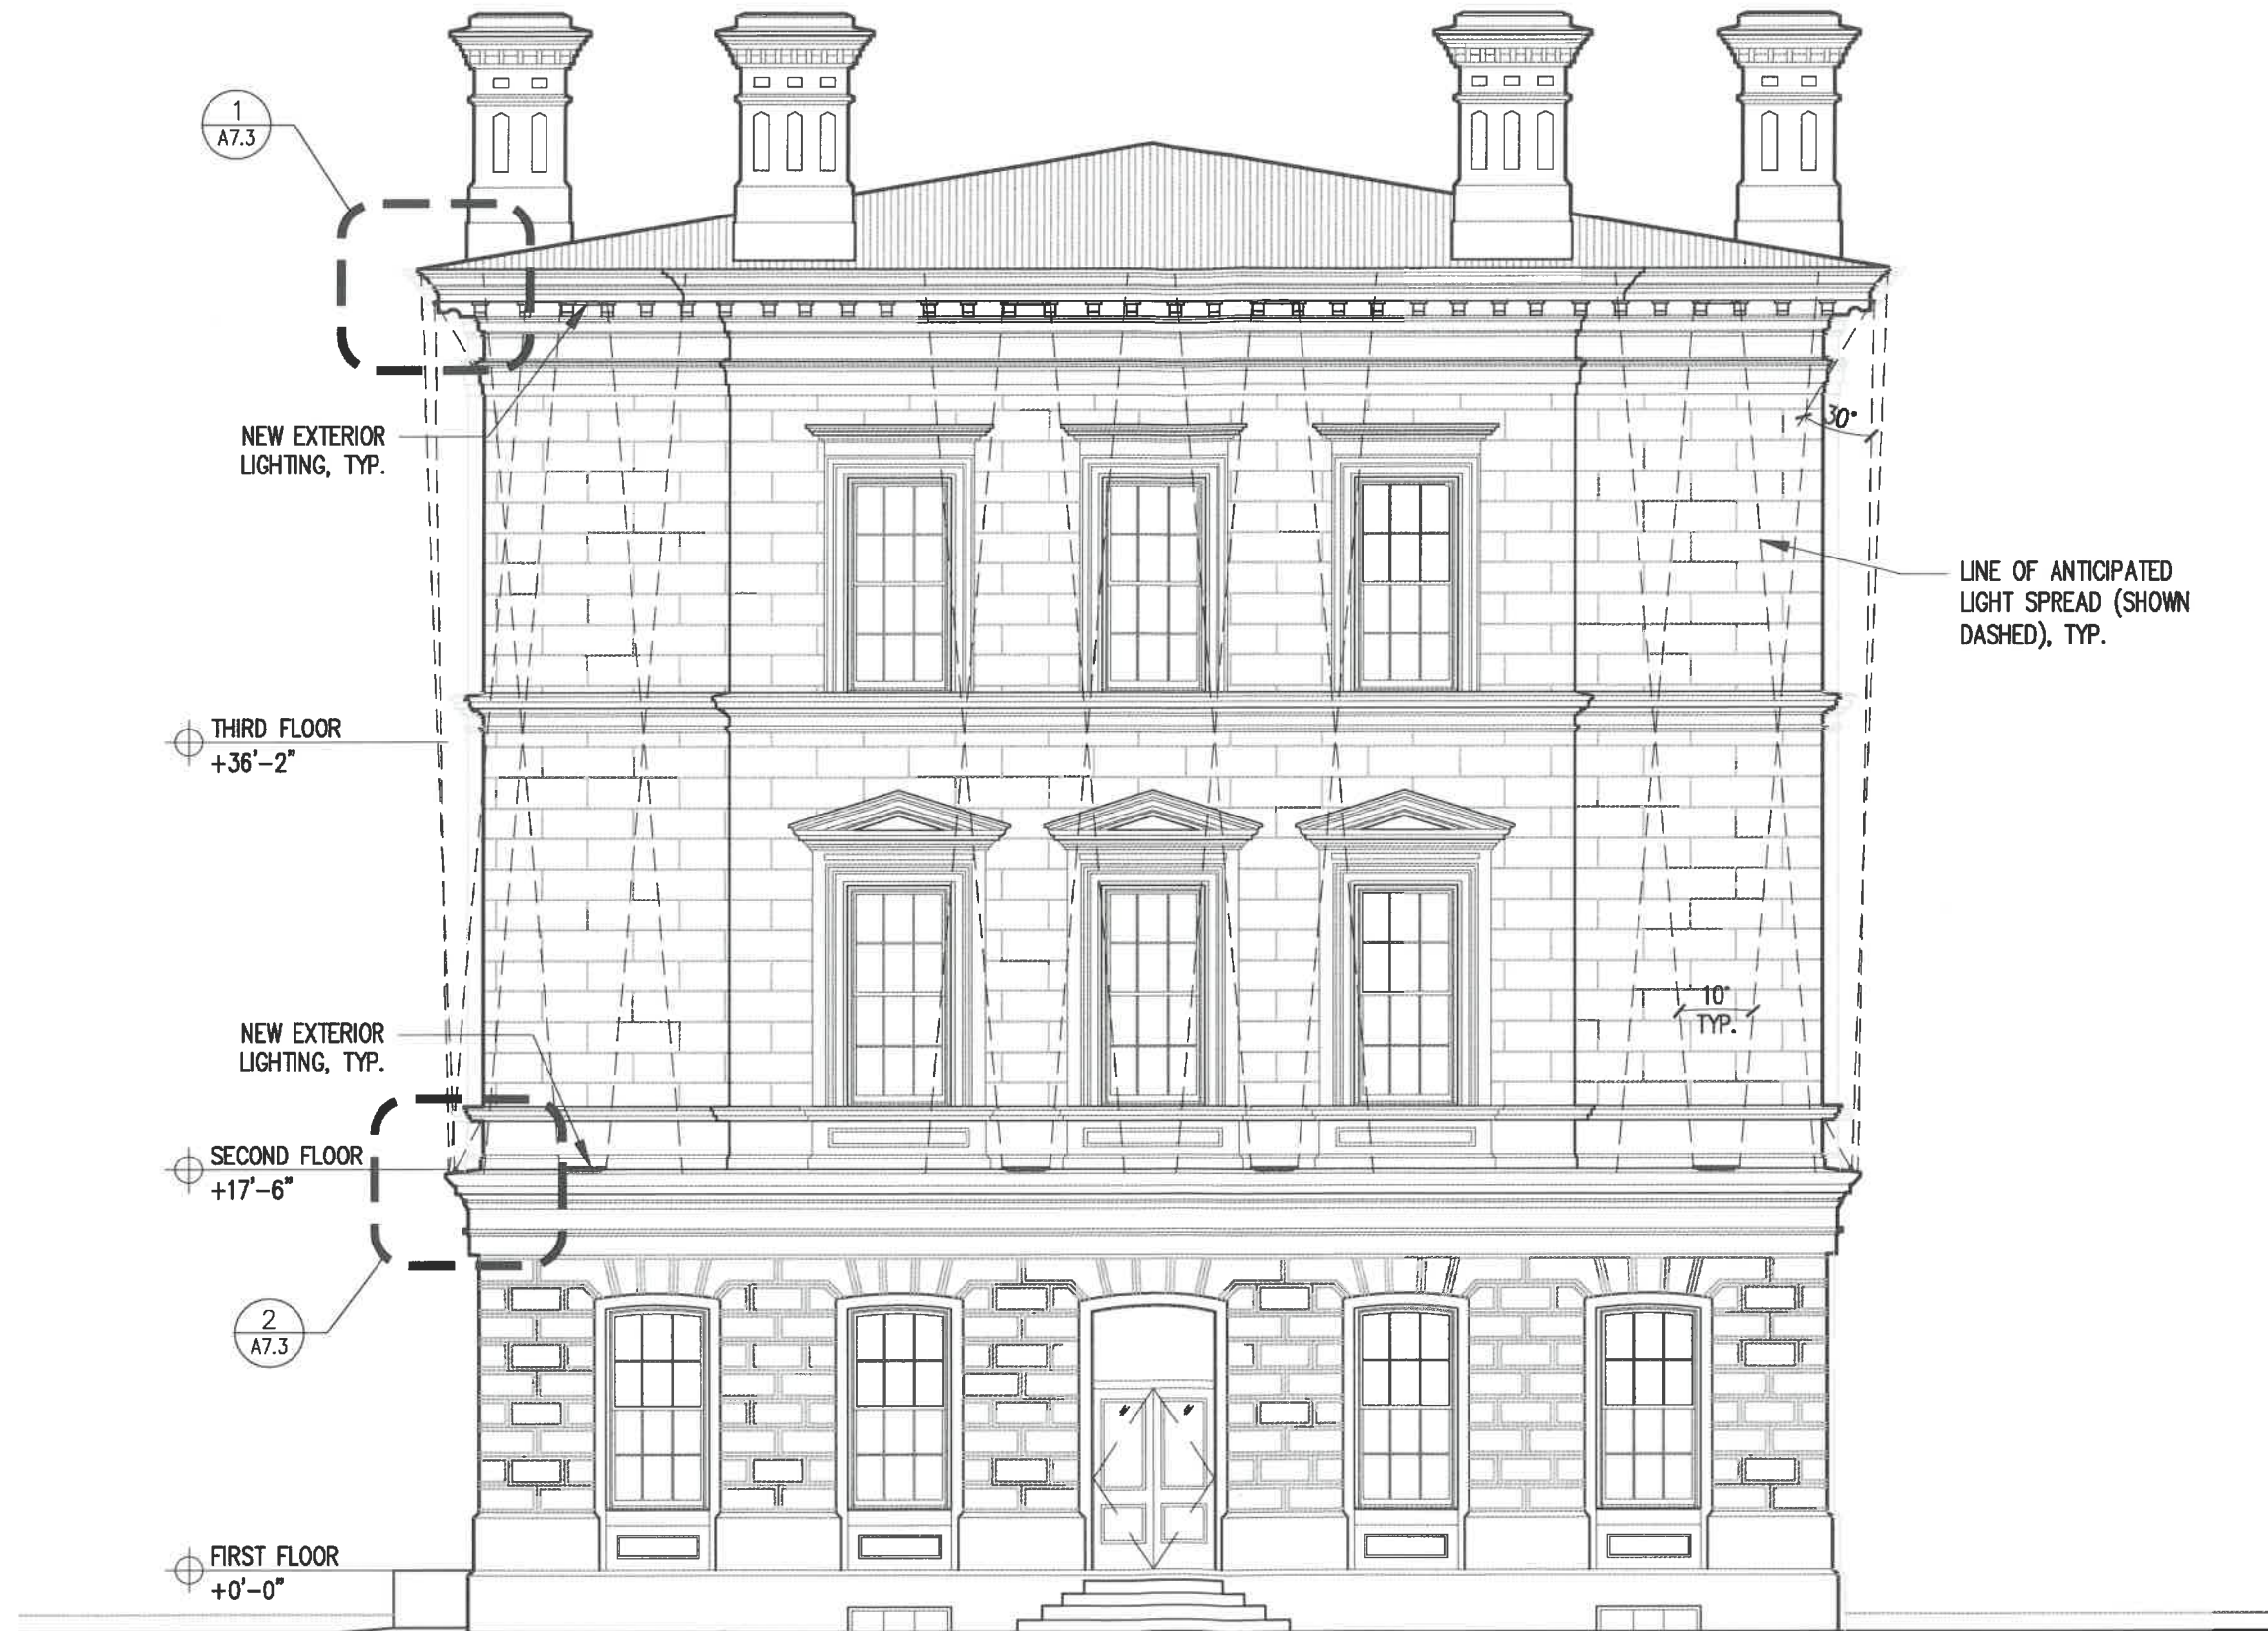 1
A7.3
NEW EXTERIOR
LIGHTING, TYP.
30°
LINE OF ANTICIPATED
LIGHT SPREAD (SHOWN
DASHED), TYP.
THIRD FLOOR
+36'-2"
10°
TYP.
NEW EXTERIOR
LIGHTING, TYP.
SECOND FLOOR
+17'-6"
2
A7.3
FIRST FLOOR
+0'-0"